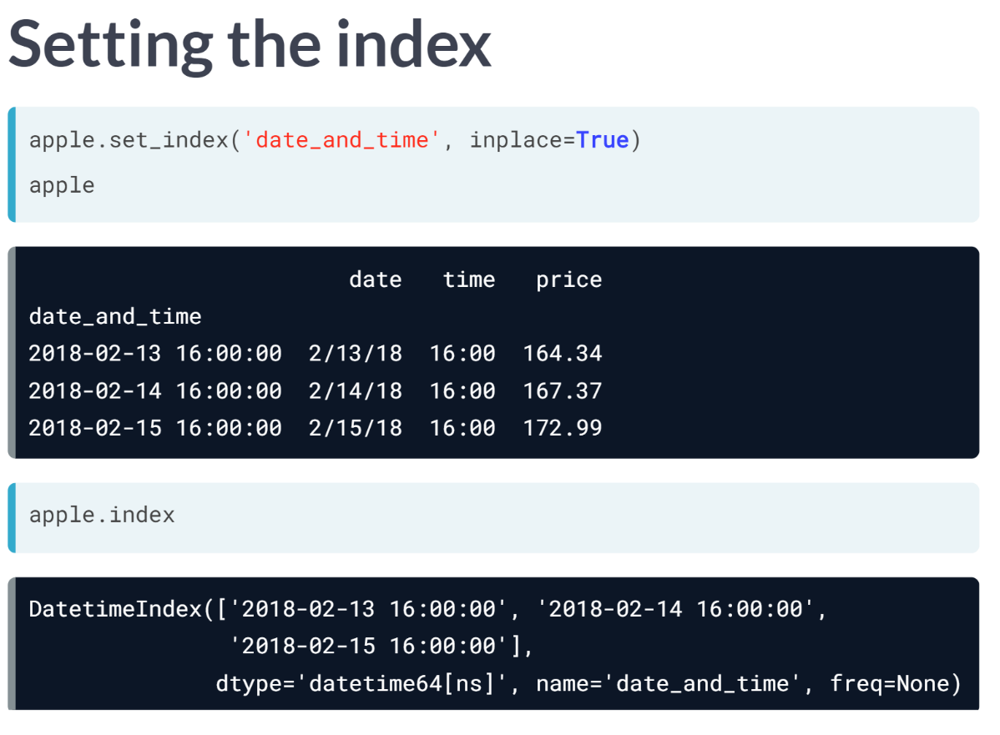 Setting the index
apple.set_index('date_and_time', inplace=True)
apple
date time price
date_and_time
2018-02-13 16:00:00 2/13/18 16:00 164.34
2018-02-14 16:00:00 2/14/18 16:00 167.37
2018-02-15 16:00:00 2/15/18 16:00 172.99
apple.index
DatetimeIndex(['2018-02-13 16:00:00', '2018-02-14 16:00:00',
'2018-02-15 16:00:00'],
dtype='datetime64[ns]', name='date_and_time', freq=None)